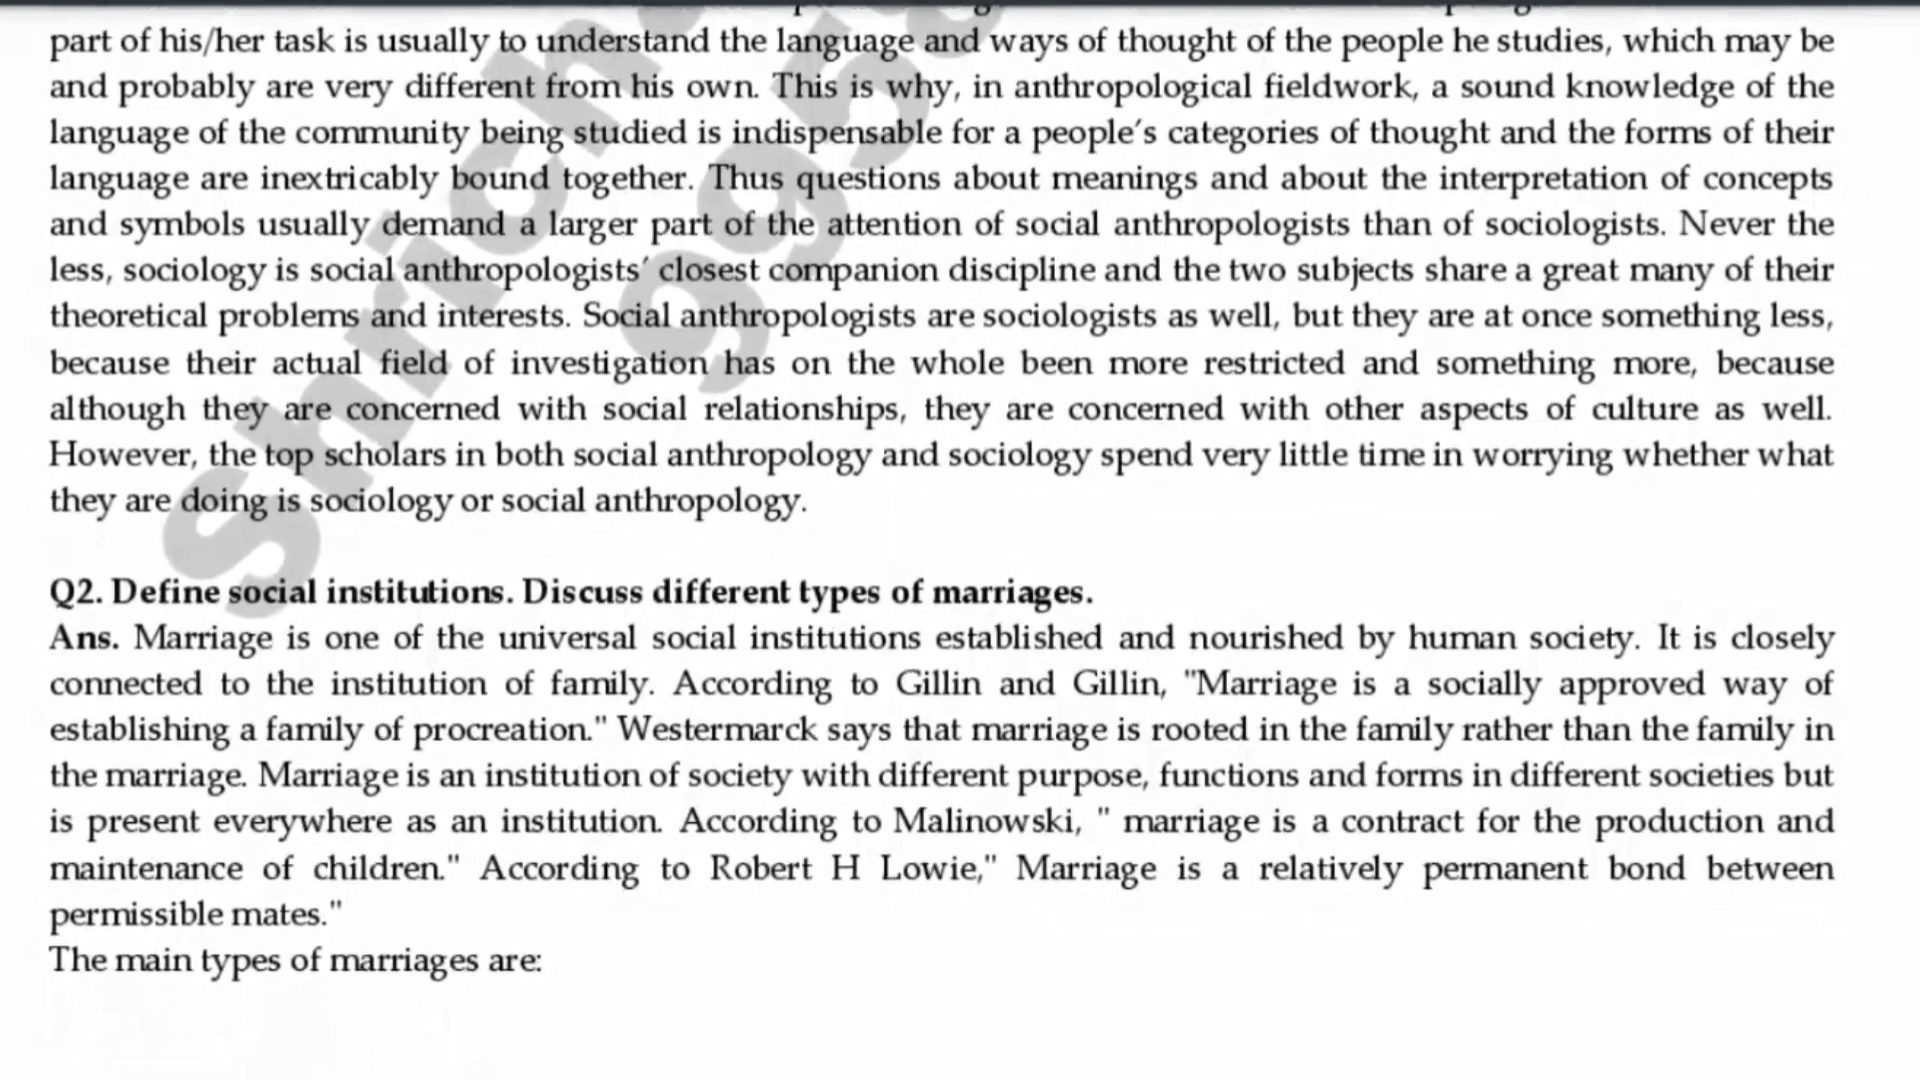 part of his/her task is usually to understand the language and ways of thought of the people he studies, which may be
and probably are very different from his own. This is why, in anthropological fieldwork, a sound knowledge of the
language of the community being studied is indispensable for a people's categories of thought and the forms of their
language are inextricably bound together. Thus questions about meanings and about the interpretation of concepts
and symbols usually demand a larger part of the attention of social anthropologists than of sociologists. Never the
less, sociology is social anthropologists' closest companion discipline and the two subjects share a great many of their
theoretical problems and interests. Social anthropologists are sociologists as well, but they are at once something less,
because their actual field of investigation has on the whole been more restricted and something more, because
although they are concerned with social relationships, they are concerned with other aspects of culture as well.
However, the top scholars in both social anthropology and sociology spend very little time in worrying whether what
they are doing is sociology or social anthropology.
Q2. Define social institutions. Discuss different types of marriages.
Ans. Marriage is one of the universal social institutions established and nourished by human society. It is closely
connected to the institution of family. According to Gillin and Gillin, "Marriage is a socially approved way of
establishing a family of procreation." Westermarck says that marriage is rooted in the family rather than the family in
the marriage. Marriage is an institution of society with different purpose, functions and forms in different societies but
is present everywhere as an institution. According to Malinowski, " marriage is a contract for the production and
maintenance of children." According to Robert H Lowie," Marriage is a relatively permanent bond between
permissible mates."
The main types of marriages are: